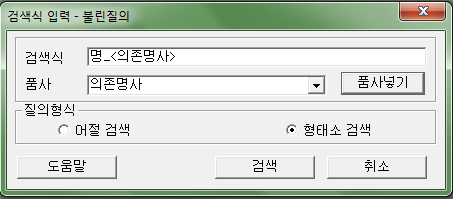 검색식 입력 - 불린질의
검색식 명_<의존명사>
품사 의존명사 품사넣기
질의형식
어절 검색 형태소 검색
도움말 검색 취소